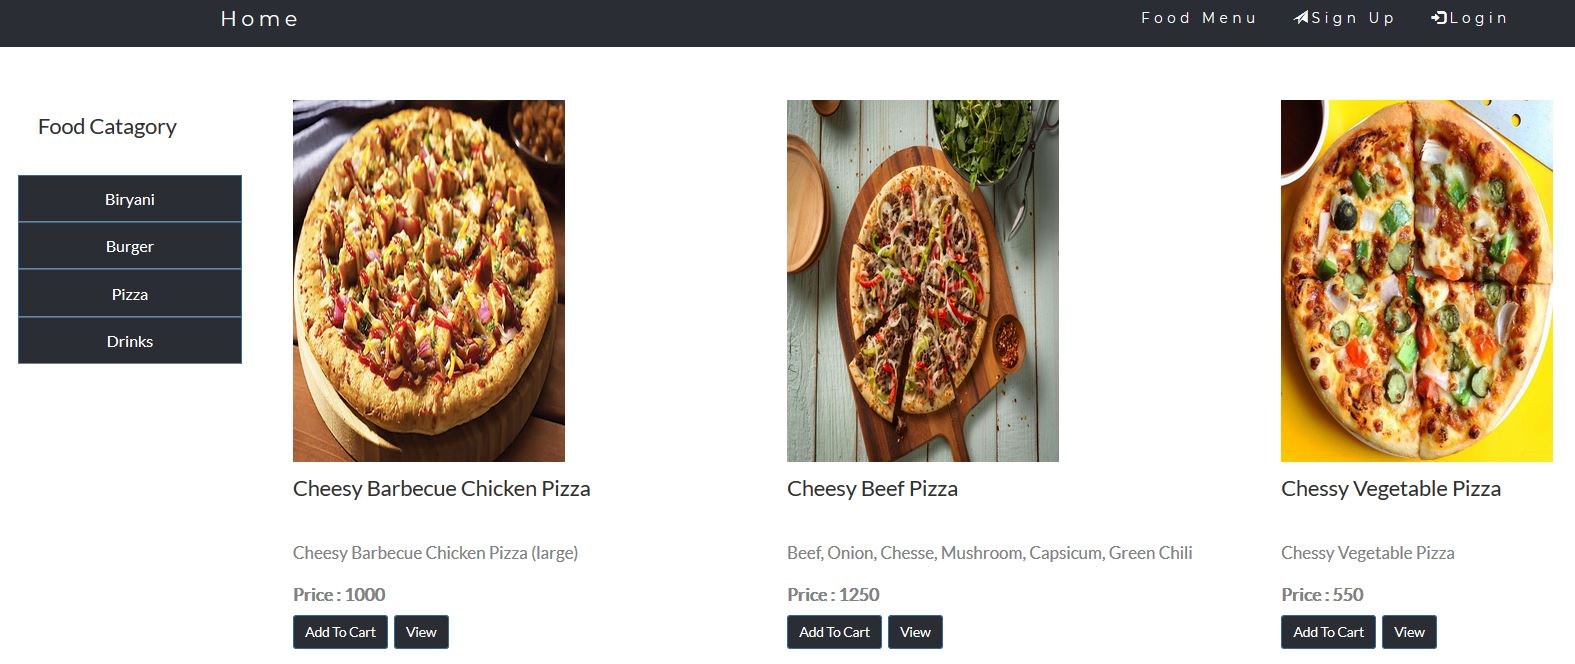 Home
Food Menu
Sign Up
Login
Food Catagory
Biryani
Burger
Pizza
Drinks
Cheesy Barbecue Chicken Pizza
Cheesy Barbecue Chicken Pizza (large)
Price : 1000
Add To Cart
View
Cheesy Beef Pizza
Beef, Onion, Chesse, Mushroom, Capsicum, Green Chili
Price : 1250
Add To Cart
View
Chessy Vegetable Pizza
Chessy Vegetable Pizza
Price : 550
Add To Cart
View